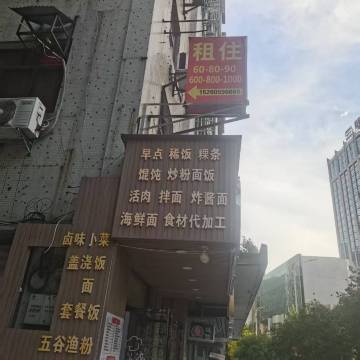 租住
60-80-90
600-800-1000
早点 稀饭 粿条
馄饨 炒粉面饭
活肉 拌面 炸酱面
海鲜面 食材代加工
卤味小菜
盖浇饭
面
套餐饭
五谷渔粉